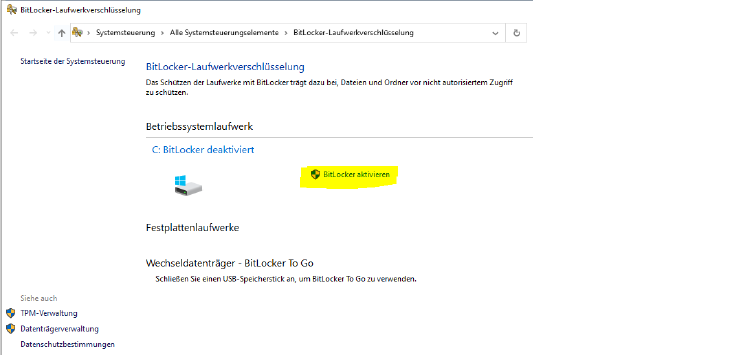 BitLocker-Laufwerkverschlüsselung
Systemsteuerung > Alle Systemsteuerungselemente > BitLocker-Laufwerkverschlüsselung
Startseite der Systemsteuerung
BitLocker-Laufwerkverschlüsselung
Das Schützen der Laufwerke mit BitLocker trägt dazu bei, Dateien und Ordner vor nicht autorisiertem Zugriff
zu schützen.
Betriebssystemlaufwerk
C: BitLocker deaktiviert
BitLocker aktivieren
Festplattenlaufwerke
Wechseldatenträger - BitLocker To Go
Schließen Sie einen USB-Speicherstick an, um BitLocker To Go zu verwenden.
Siehe auch
TPM-Verwaltung
Datenträgerverwaltung
Datenschutzbestimmungen